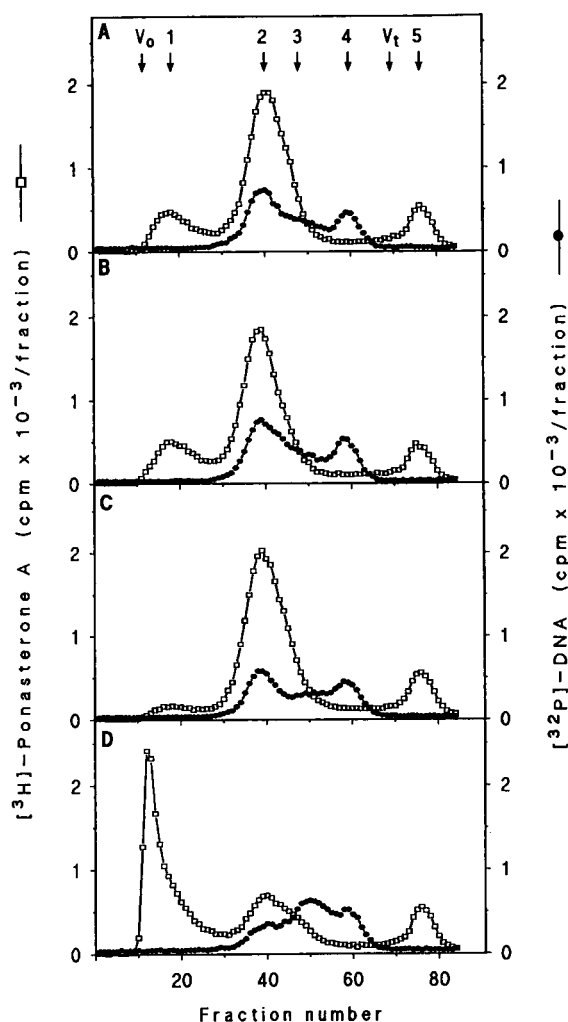 A
V₀ 1 2 3 4 Vₜ 5
2
1
0
2
1
0
B
2
1
0
2
1
0
C
2
1
0
2
1
0
D
2
1
0
2
1
0
20 40 60 80
Fraction number
[³H]-Ponasterone A (cpm x 10⁻³/fraction)
[³²P]-DNA (cpm x 10⁻³/fraction)